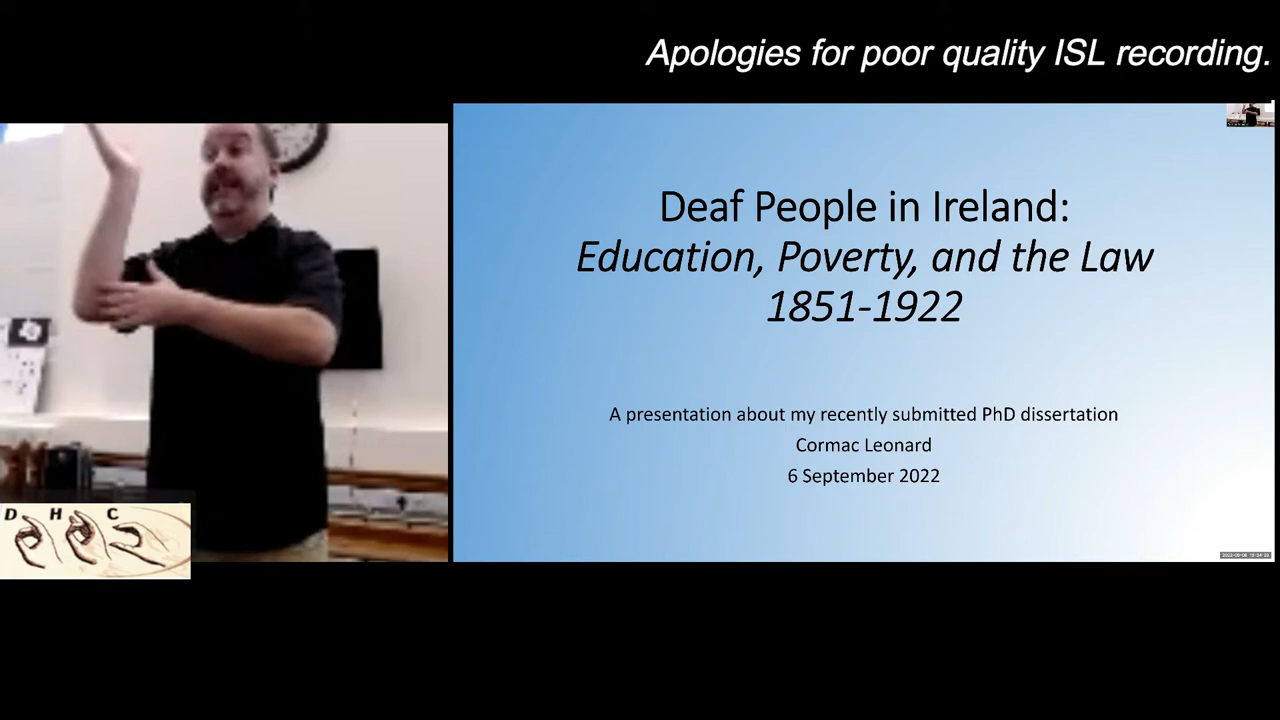 Apologies for poor quality ISL recording.
Deaf People in Ireland:
Education, Poverty, and the Law
1851-1922
A presentation about my recently submitted PhD dissertation
Cormac Leonard
6 September 2022
D H C